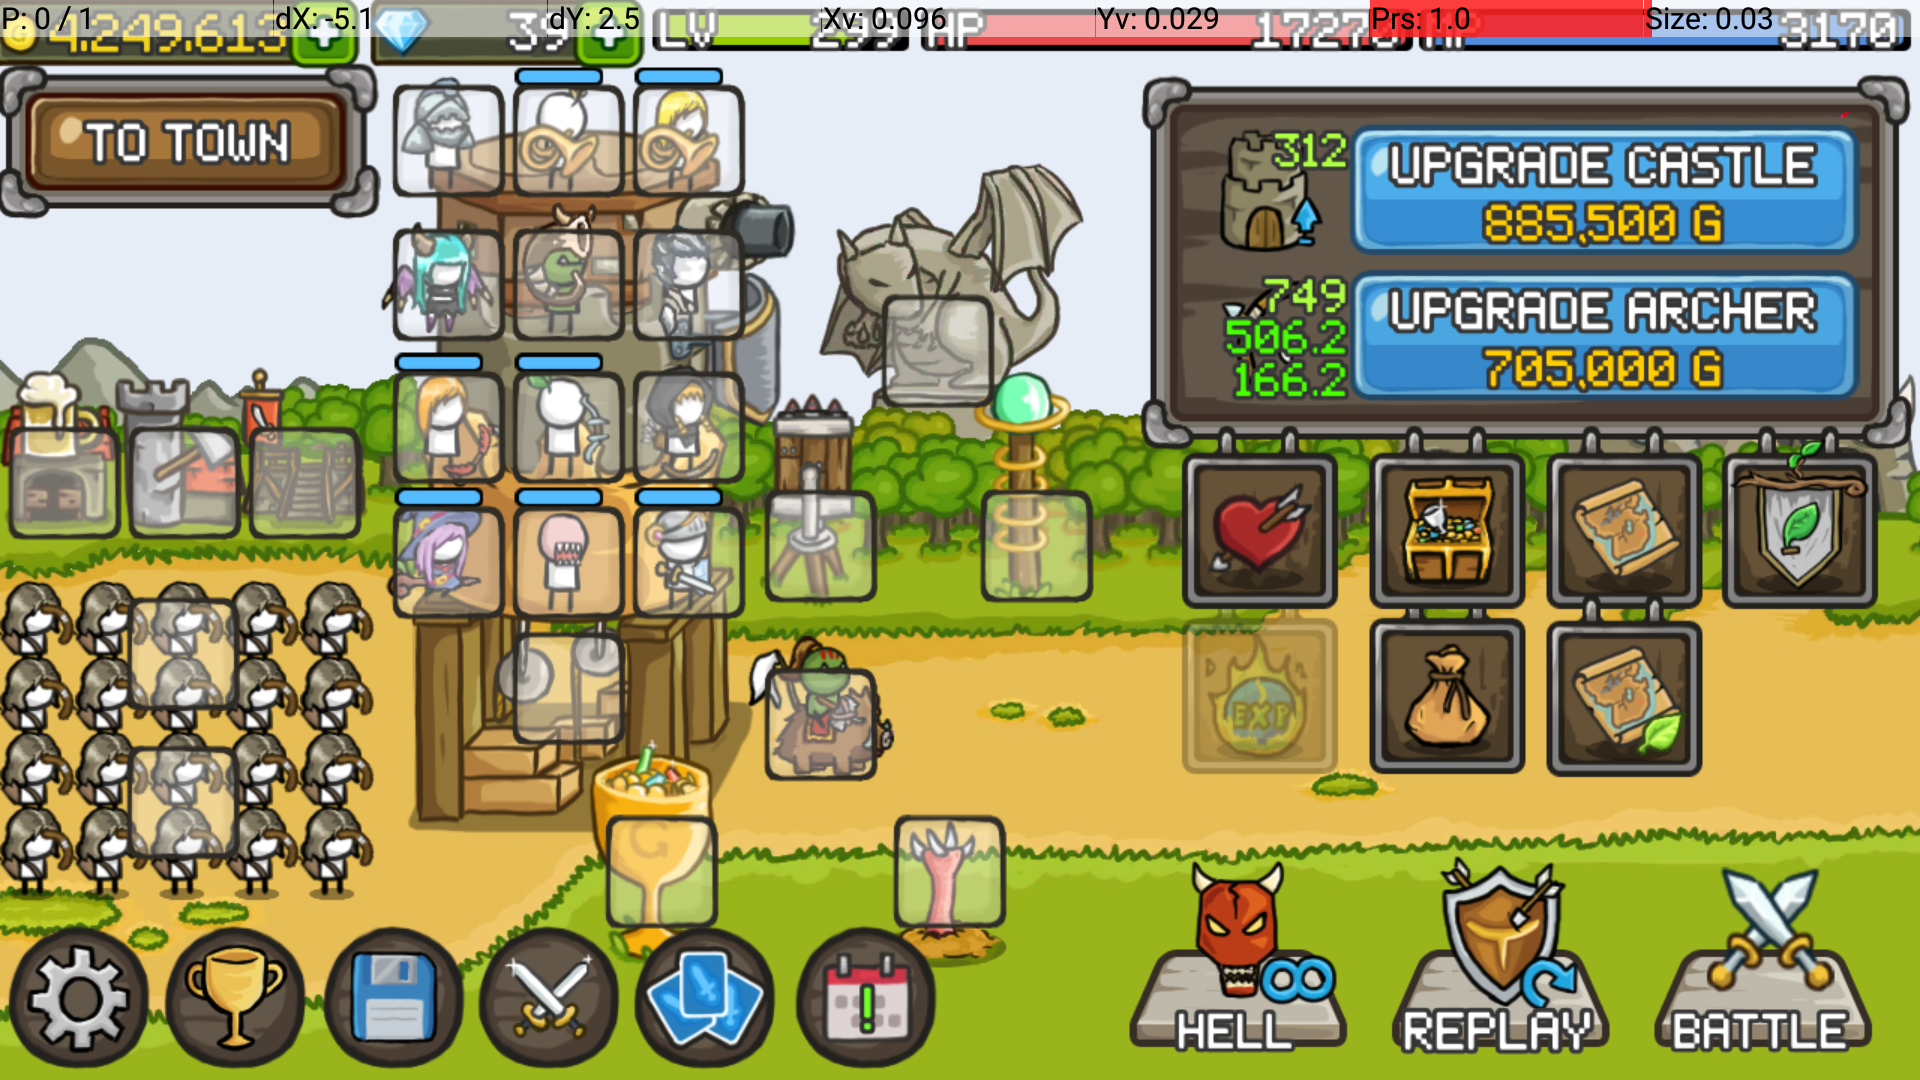 P: 0 / 1 dX: -5.1 dY: 2.5 Xv: 0.096 Yv: 0.029 Prs: 1.0 Size: 0.03
4.249.613 39 LV 299 HP 3170
TO TOWN
312 UPGRADE CASTLE
885,500 G
749 UPGRADE ARCHER
506.2
166.2 705,000 G
EXP
HELL REPLAY BATTLE